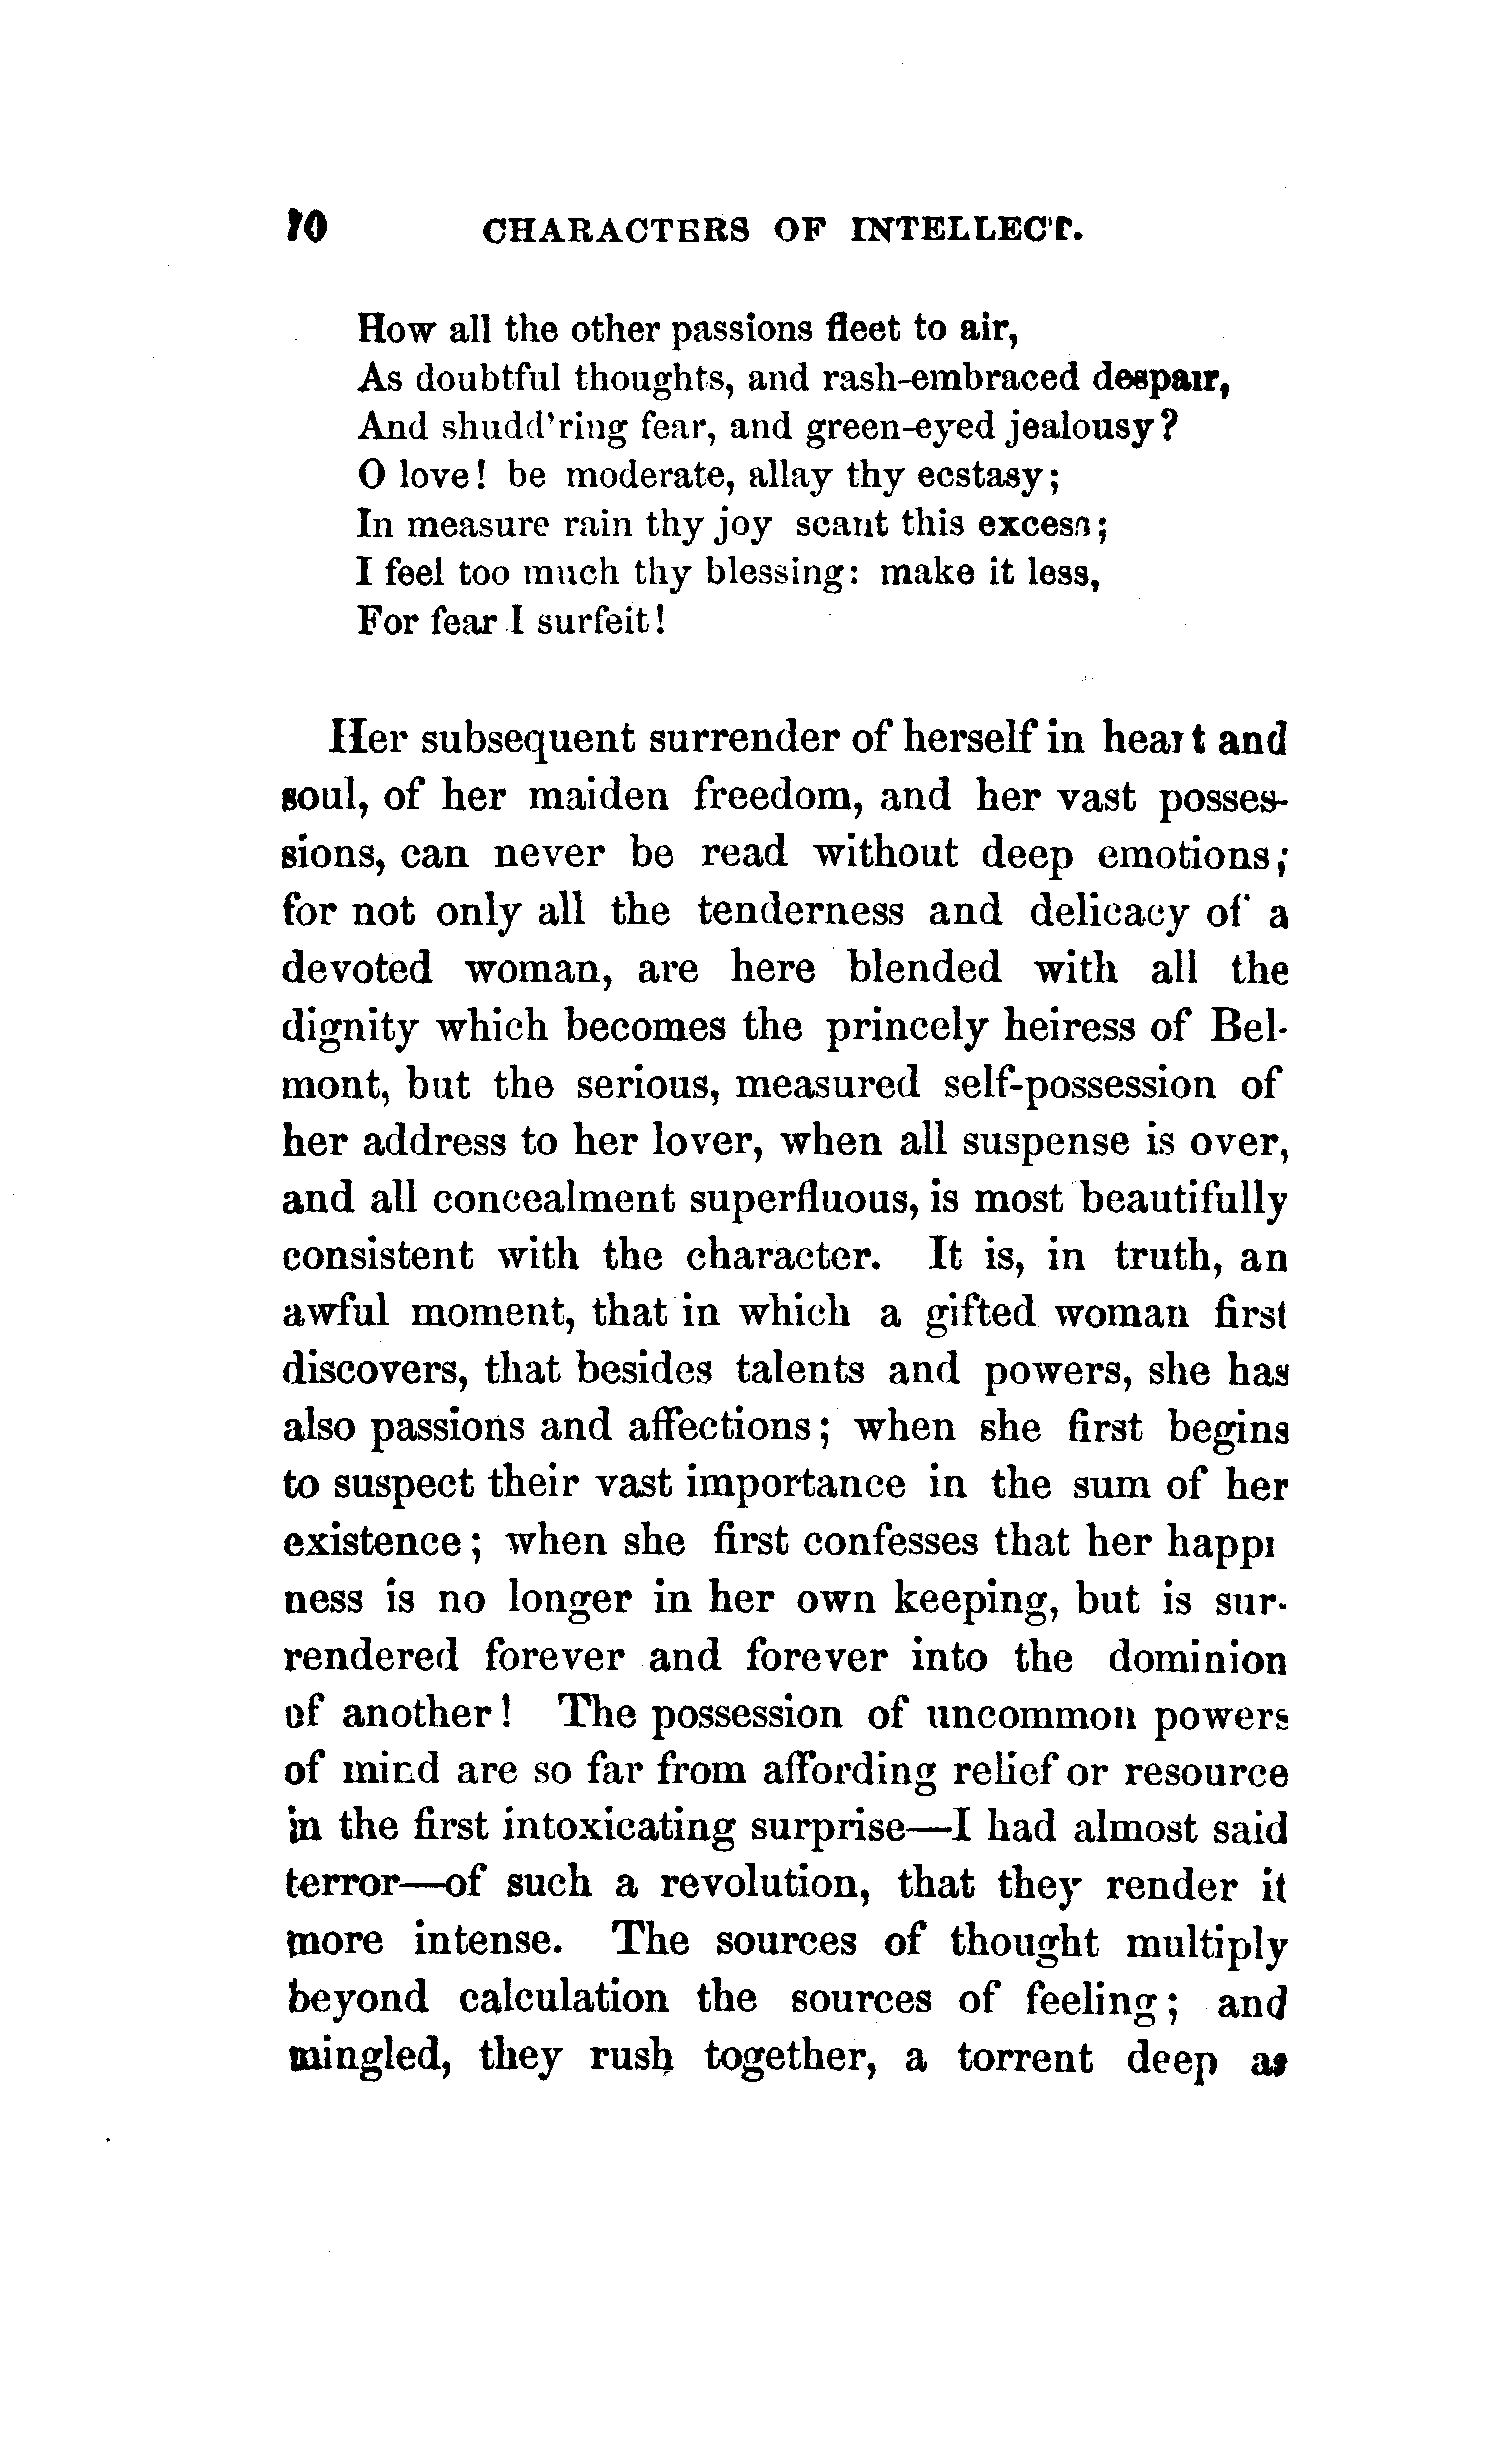 70 CHARACTERS OF INTELLECT.
How all the other passions fleet to air,
As doubtful thoughts, and rash-embraced despair,
And shudd'ring fear, and green-eyed jealousy?
O love! be moderate, allay thy ecstasy;
In measure rain thy joy scant this excess;
I feel too much thy blessing: make it less,
For fear I surfeit!
Her subsequent surrender of herself in heart and
soul, of her maiden freedom, and her vast posses-
sions, can never be read without deep emotions;
for not only all the tenderness and delicacy of a
devoted woman, are here blended with all the
dignity which becomes the princely heiress of Bel-
mont, but the serious, measured self-possession of
her address to her lover, when all suspense is over,
and all concealment superfluous, is most beautifully
consistent with the character. It is, in truth, an
awful moment, that in which a gifted woman first
discovers, that besides talents and powers, she has
also passions and affections; when she first begins
to suspect their vast importance in the sum of her
existence; when she first confesses that her happi
ness is no longer in her own keeping, but is sur-
rendered forever and forever into the dominion
of another! The possession of uncommon powers
of mind are so far from affording relief or resource
in the first intoxicating surprise—I had almost said
terror—of such a revolution, that they render it
more intense. The sources of thought multiply
beyond calculation the sources of feeling; and
mingled, they rush together, a torrent deep as